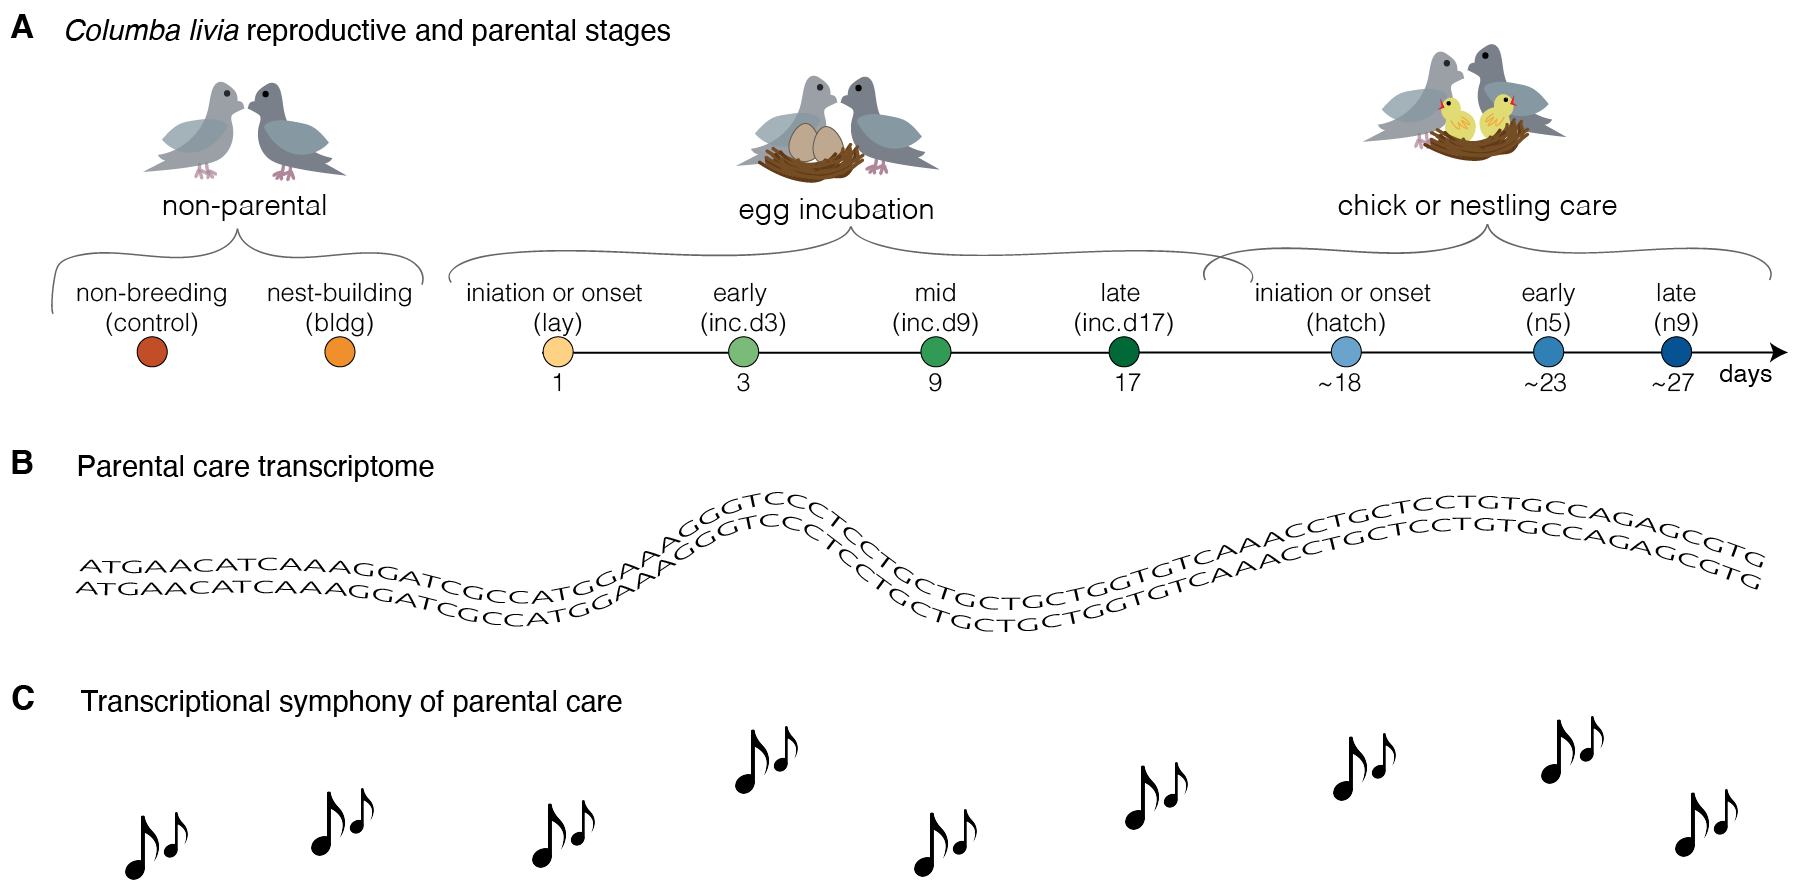 A Columba livia reproductive and parental stages
non-parental
egg incubation
chick or nestling care
non-breeding
(control)
nest-building
(bldg)
iniation or onset
(lay)
early
(inc.d3)
mid
(inc.d9)
late
(inc.d17)
iniation or onset
(hatch)
early
(n5)
late
(n9)
1 3 9 17 ~18 ~23 ~27 days
B Parental care transcriptome
ATGAACATCAAAGGATCGCCATGGAAAGGGTCCCTCCTGCTGCTGCTGGTGTCAAACCTGCTCCTGTGCCAGAGCGTG
ATGAACATCAAAGGATCGCCATGGAAAGGGTCCCTCCTGCTGCTGCTGGTGTCAAACCTGCTCCTGTGCCAGAGCGTG
C Transcriptional symphony of parental care